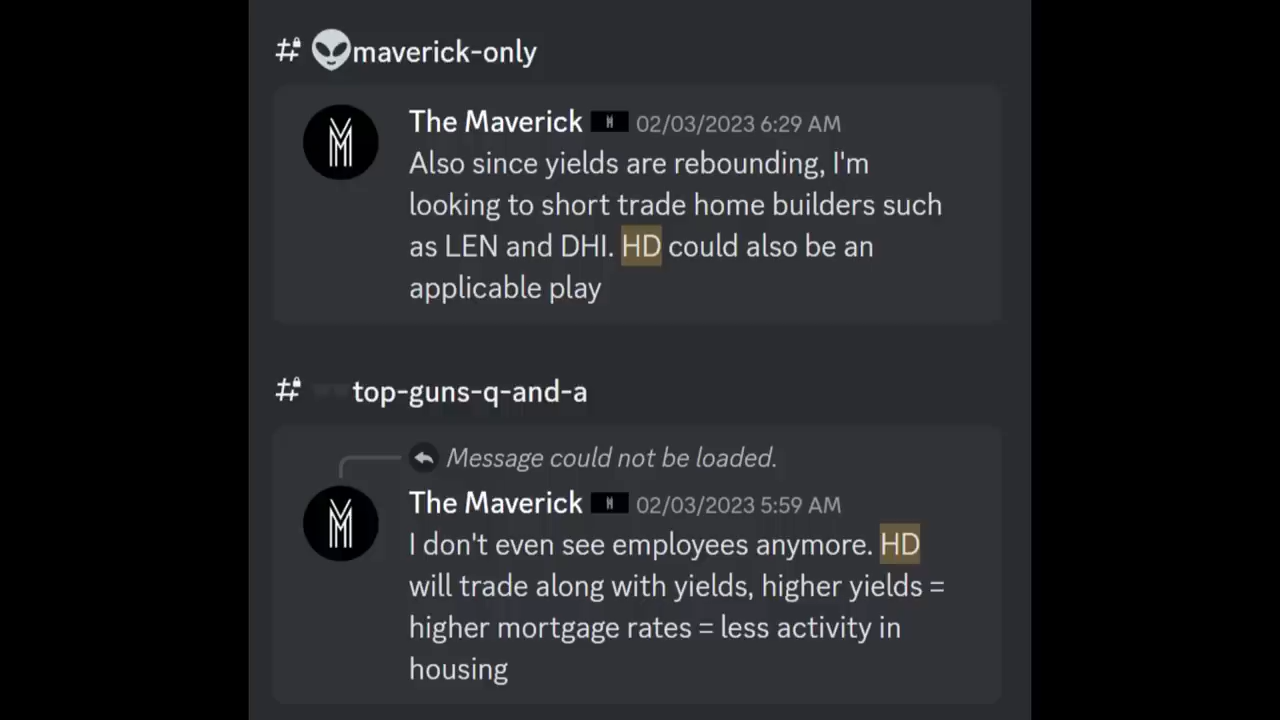 maverick-only
The Maverick 02/03/2023 6:29 AM
Also since yields are rebounding, I'm
looking to short trade home builders such
as LEN and DHI. HD could also be an
applicable play
top-guns-q-and-a
Message could not be loaded.
The Maverick 02/03/2023 5:59 AM
I don't even see employees anymore. HD
will trade along with yields, higher yields =
higher mortgage rates = less activity in
housing